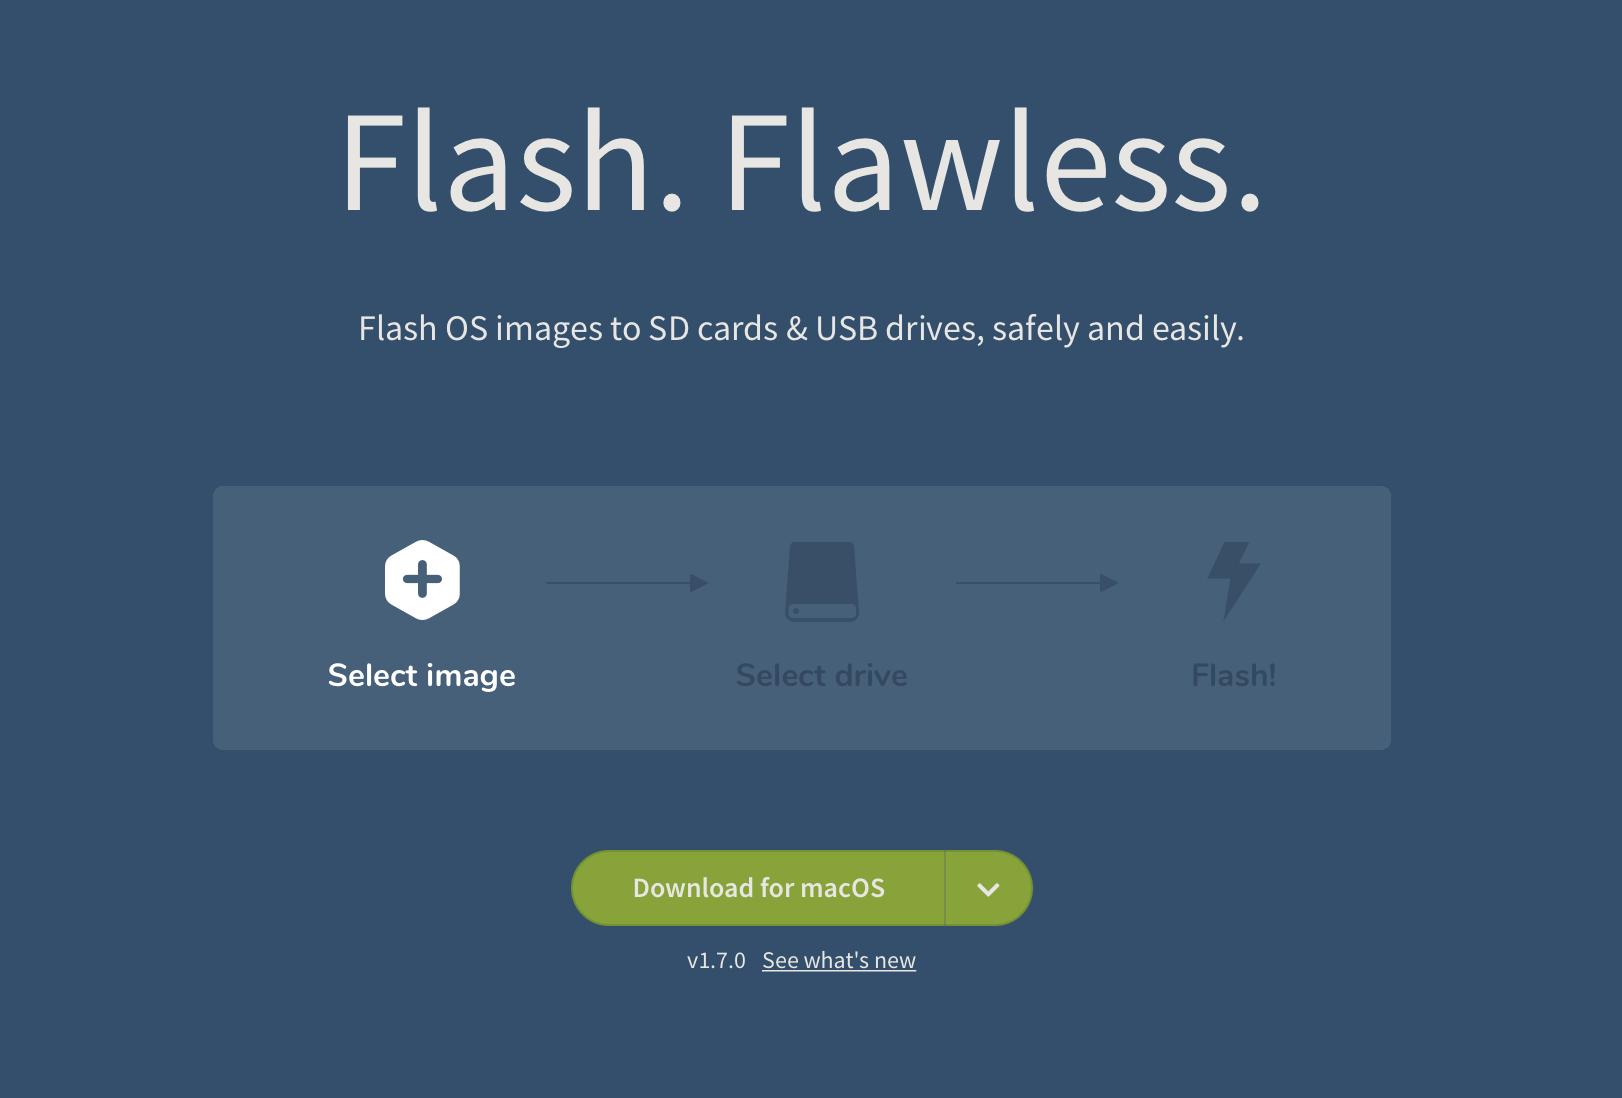 Flash. Flawless.
Flash OS images to SD cards & USB drives, safely and easily.
Select image
Select drive
Flash!
Download for macOS
v1.7.0 See what's new